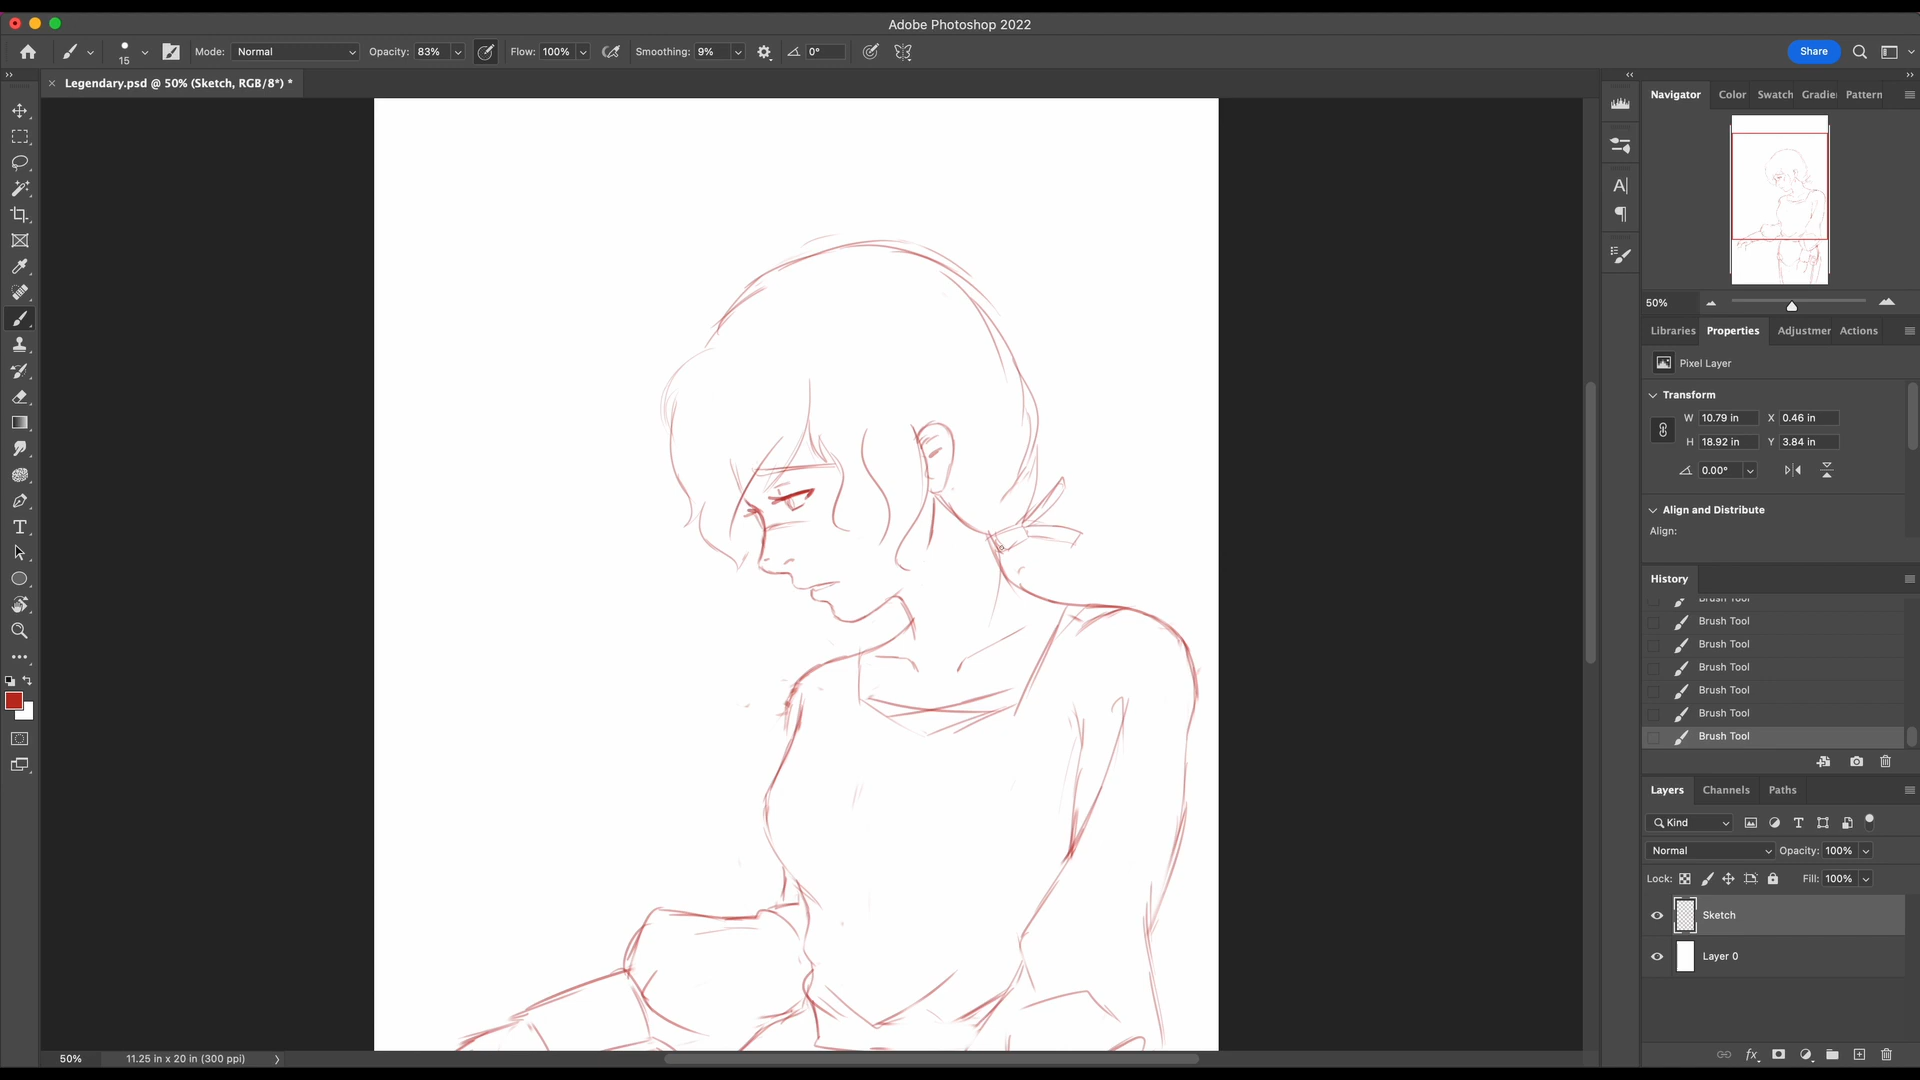 Adobe Photoshop 2022
15
Mode: Normal
Opacity: 83%
Flow: 100%
Smoothing: 9%
0°
Share
Legendary.psd @ 50% (Sketch, RGB/8*) *
Navigator
Color
Swatch
Gradie
Pattern
50%
Libraries
Properties
Adjustmer
Actions
Pixel Layer
Transform
W 10.79 in X 0.46 in
H 18.92 in Y 3.84 in
0.00°
Align and Distribute
Align:
History
Brush Tool
Brush Tool
Brush Tool
Brush Tool
Brush Tool
Brush Tool
Brush Tool
Layers
Channels
Paths
Kind
Normal
Opacity: 100%
Lock:
Fill: 100%
Sketch
Layer 0
50%
11.25 in x 20 in (300 ppi)